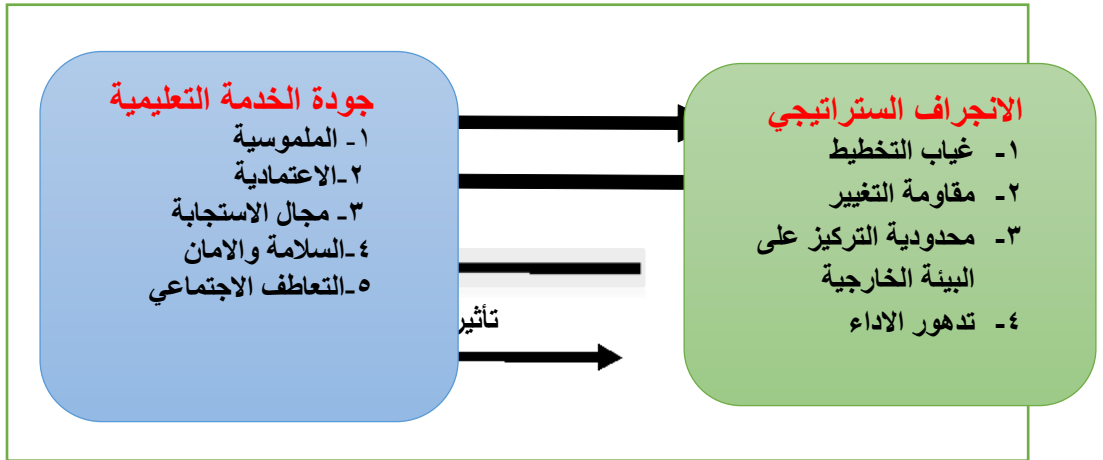 الانجراف الستراتيجي
١- غياب التخطيط
٢- مقاومة التغيير
٣- محدودية التركيز على
البيئة الخارجية
٤- تدهور الاداء
جودة الخدمة التعليمية
١- الملموسية
٢-الاعتمادية
٣- مجال الاستجابة
٤-السلامة والامان
٥-التعاطف الاجتماعي
تأثير